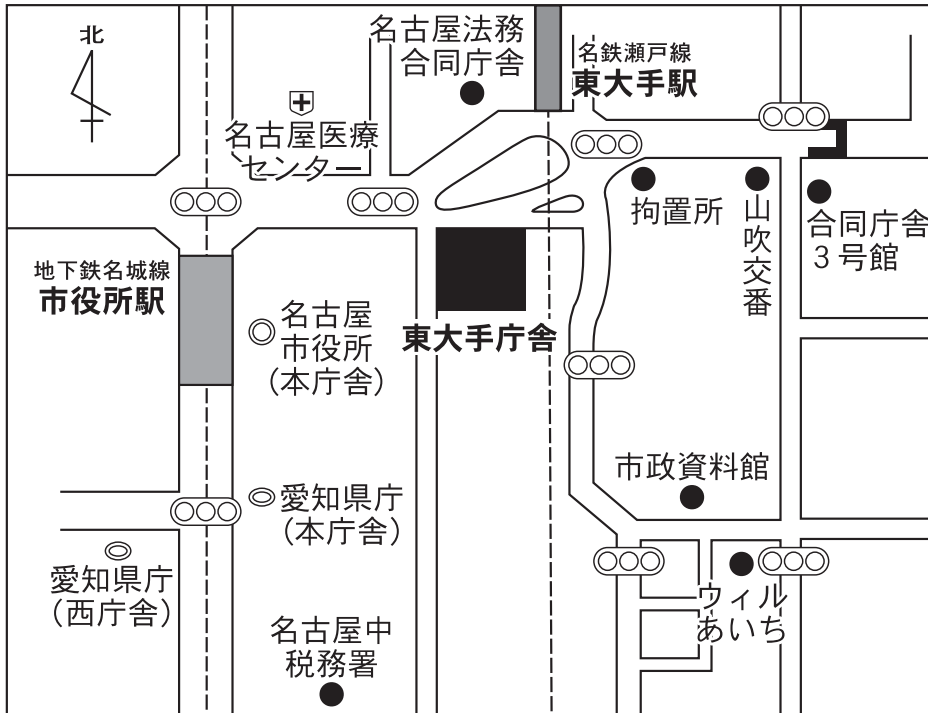 北
名古屋法務
合同庁舎
名鉄瀬戸線
東大手駅
名古屋医療
センター
拘置所
山吹交番
合同庁舎
3号館
地下鉄名城線
市役所駅
名古屋
市役所
(本庁舎)
東大手庁舎
市政資料館
愛知県庁
(本庁舎)
愛知県庁
(西庁舎)
ウィル
あいち
名古屋中
税務署